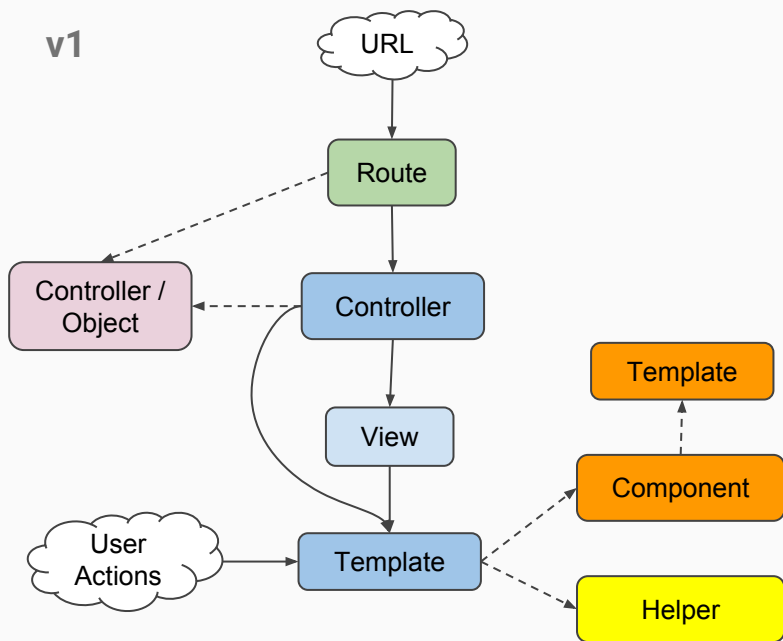 v1
URL
Route
Controller /
Object
Controller
Template
View
Component
User
Actions
Template
Helper